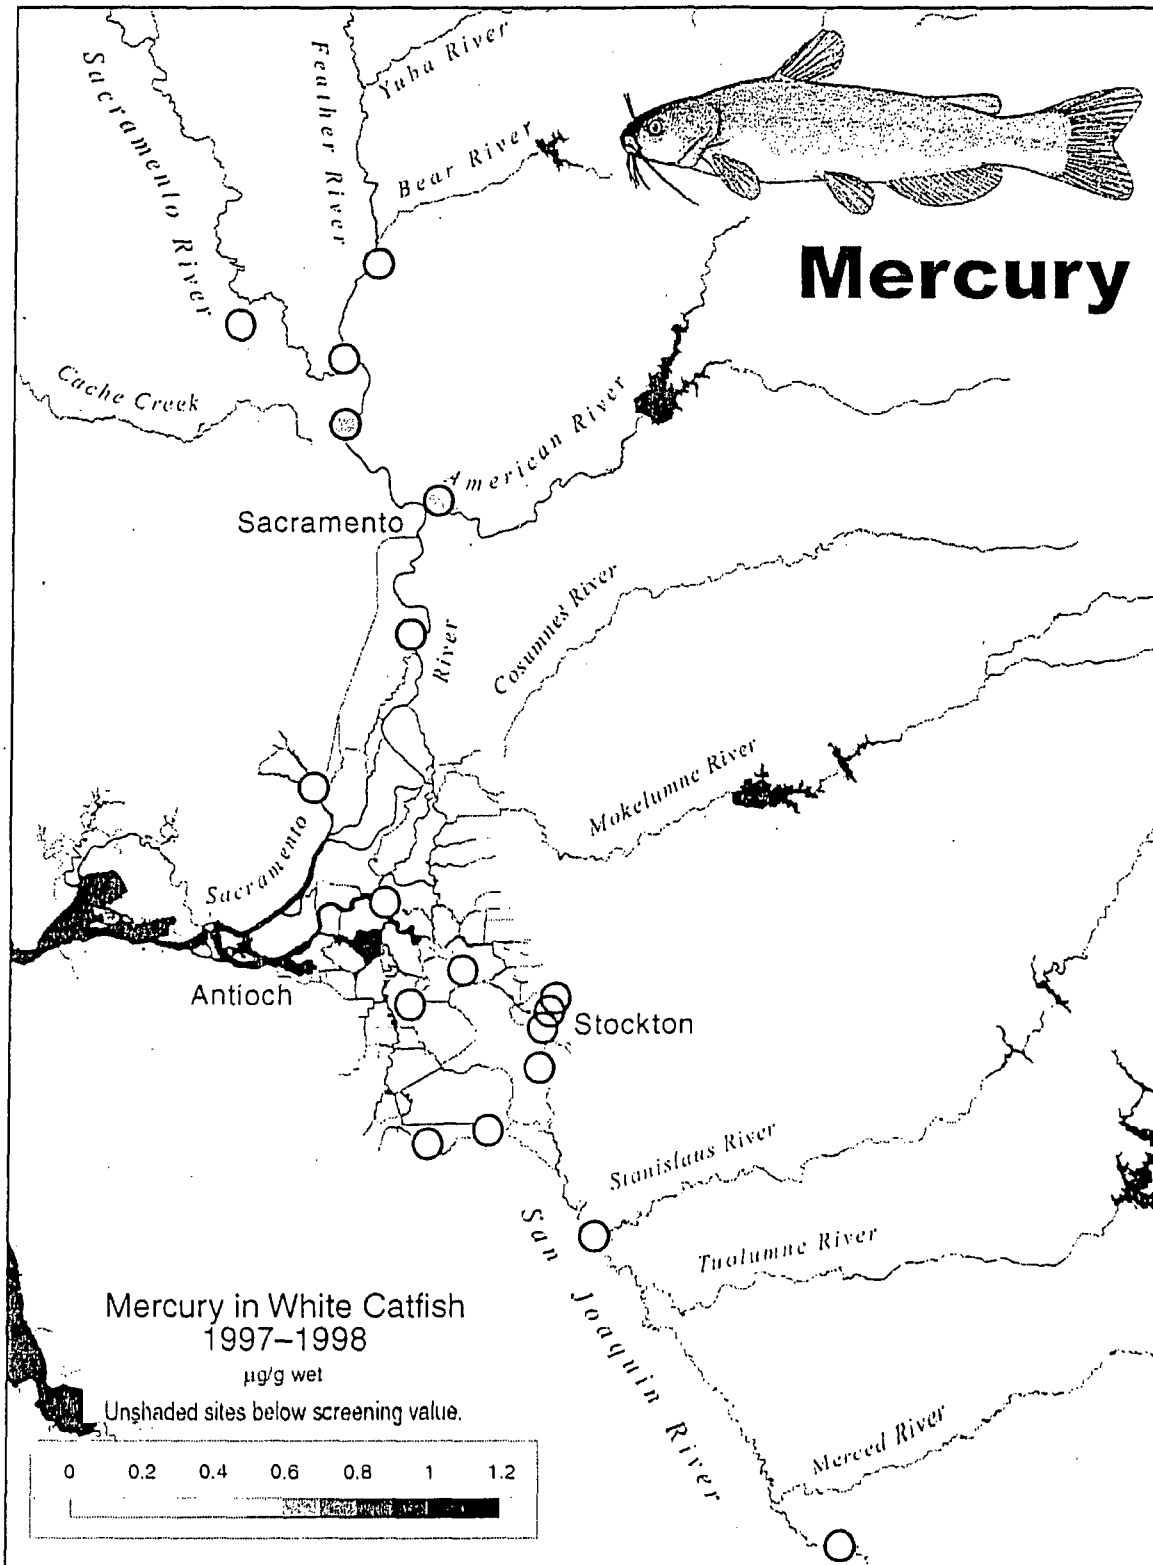 Sacramento River
Feather River
Yuba River
Bear River
Mercury
Cache Creek
American River
Sacramento
Cosumnes River
River
Mokelumne River
Sacramento
Antioch
Stockton
Stanislaus River
San Joaquin River
Tuolumne River
Merced River
Mercury in White Catfish
1997–1998
µg/g wet
Unshaded sites below screening value.
0 0.2 0.4 0.6 0.8 1 1.2